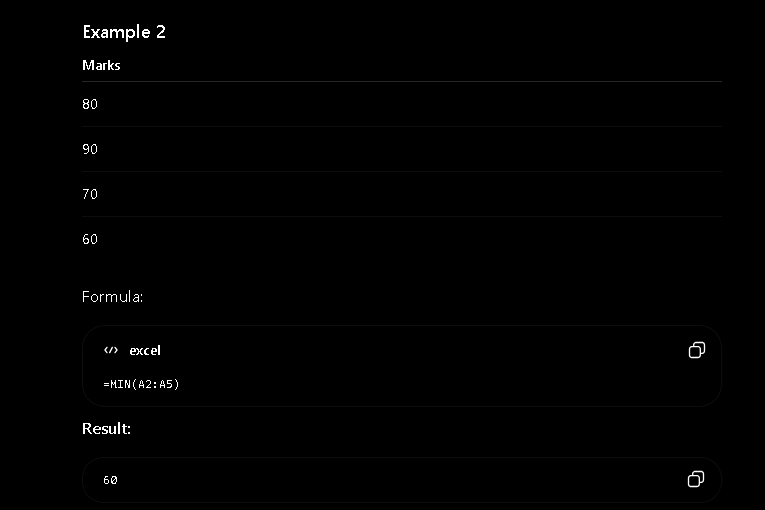 Example 2
Marks
80
90
70
60
Formula:
</> excel
=MIN(A2:A5)
Result:
60